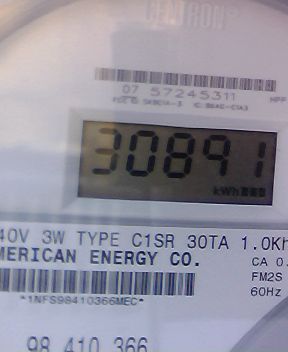 CENTRON®
07 57245311
30891
kWh
40V 3W TYPE C1SR 30TA 1.0Kh
MERICAN ENERGY CO.
CA 0.
FM2S
60Hz
*1NFS98410366MEC*
98 410 366